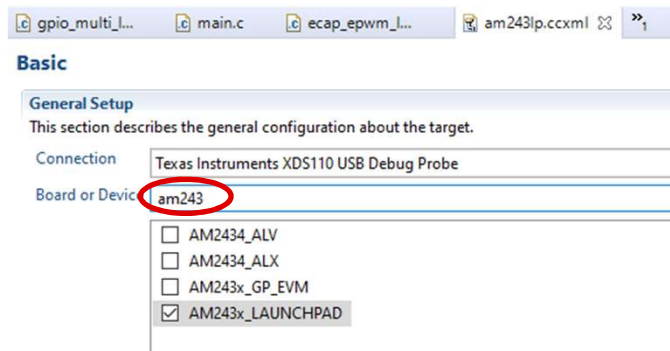 gpio_multi_l... main.c ecap_epwm_l... am243lp.ccxml »1
Basic
General Setup
This section describes the general configuration about the target.
Connection Texas Instruments XDS110 USB Debug Probe
Board or Devic am243
AM2434_ALV
AM2434_ALX
AM243x_GP_EVM
AM243x_LAUNCHPAD